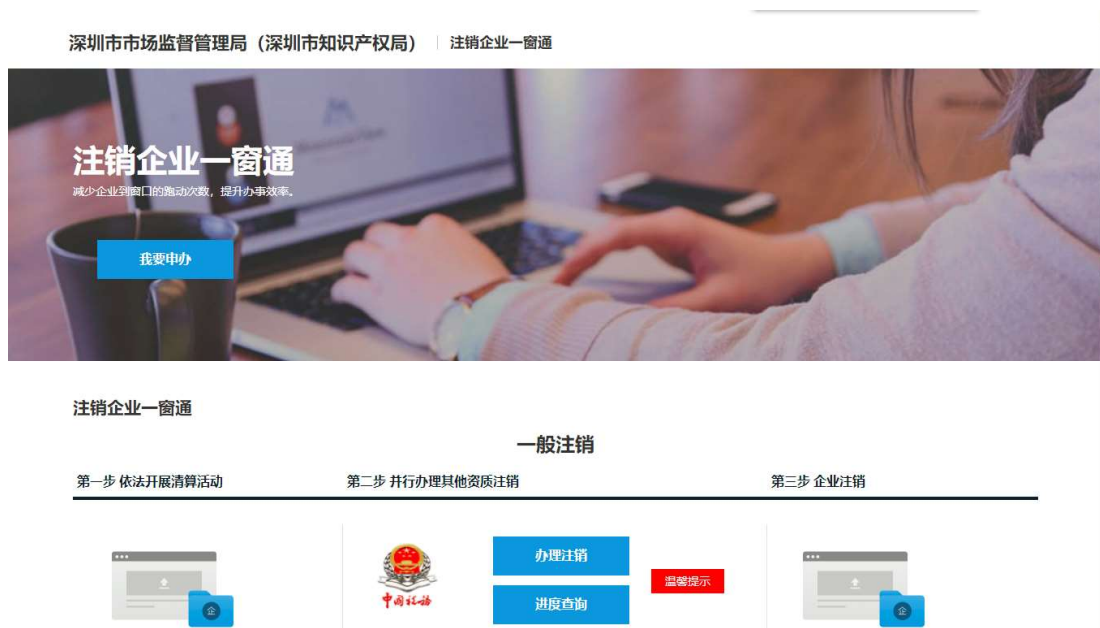 深圳市市场监督管理局（深圳市知识产权局） 注销企业一窗通
注销企业一窗通
减少企业到窗口的跑动次数，提升办事效率。
我要申办
注销企业一窗通
一般注销
第一步 依法开展清算活动 第二步 并行办理其他资质注销 第三步 企业注销
办理注销
温馨提示
中国税务
进度查询
企
企